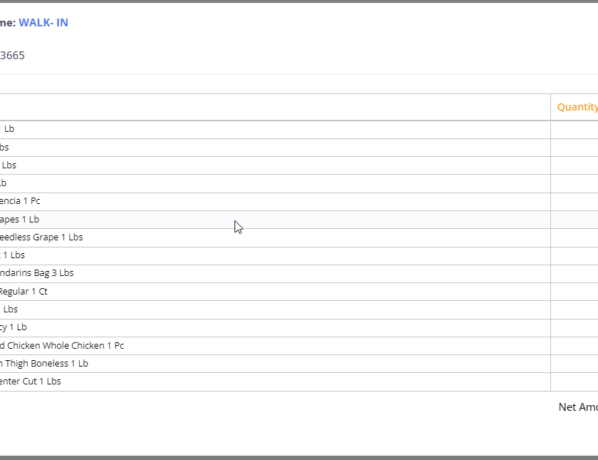 me: WALK- IN
3665
Quantity
Lb
bs
Lbs
Lb
encia 1 Pc
apes 1 Lb
eedless Grape 1 Lbs
1 Lbs
ndarins Bag 3 Lbs
Regular 1 Ct
Lbs
cy 1 Lb
d Chicken Whole Chicken 1 Pc
n Thigh Boneless 1 Lb
enter Cut 1 Lbs
Net Amo